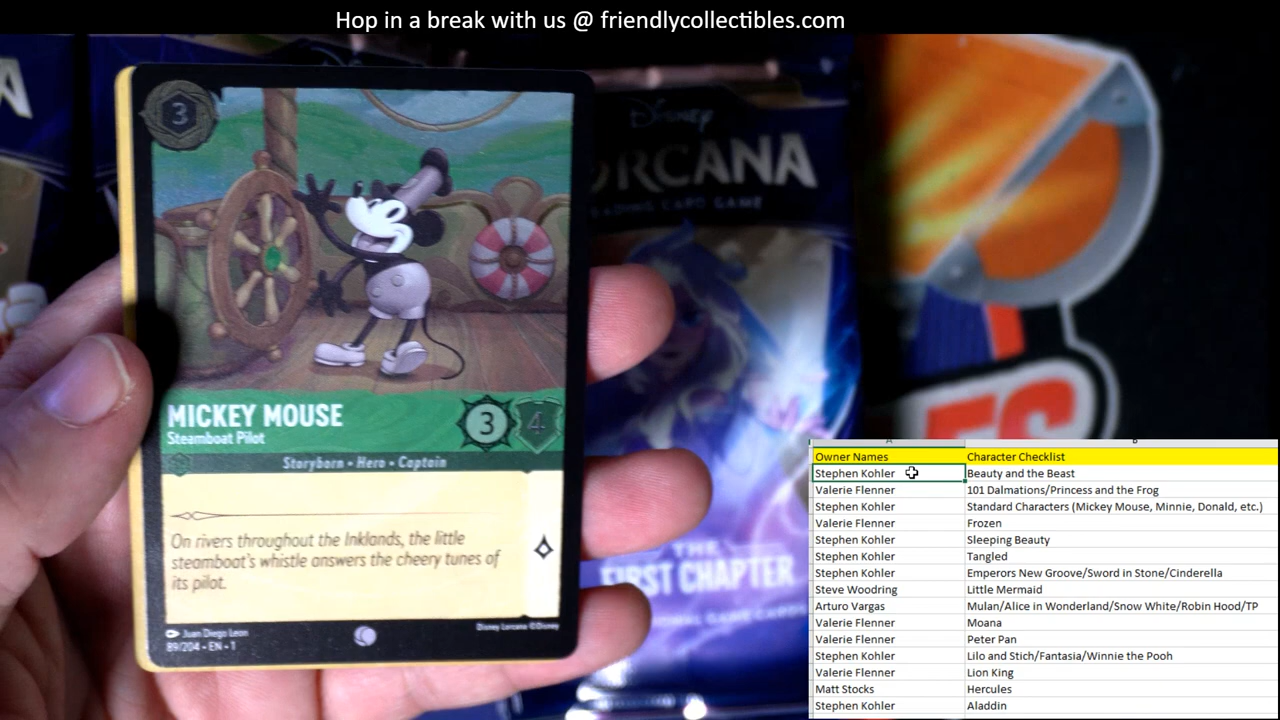 Hop in a break with us @ friendlycollectibles.com
3
MICKEY MOUSE
Steamboat Pilot
3
4
Storyborn • Hero • Captain
On rivers throughout the Inklands, the little
steamboat's whistle answers the cheery tunes of
its pilot.
Juan Diego Leon
89/204 • EN • 1
Disney Lorcana ©Disney
Disney
ORCANA
TRADING CARD GAME
THE
FIRST CHAPTER
A
B
Owner Names Character Checklist
Stephen Kohler Beauty and the Beast
Valerie Flenner 101 Dalmations/Princess and the Frog
Stephen Kohler Standard Characters (Mickey Mouse, Minnie, Donald, etc.)
Valerie Flenner Frozen
Stephen Kohler Sleeping Beauty
Stephen Kohler Tangled
Stephen Kohler Emperors New Groove/Sword in Stone/Cinderella
Steve Woodring Little Mermaid
Arturo Vargas Mulan/Alice in Wonderland/Snow White/Robin Hood/TP
Valerie Flenner Moana
Valerie Flenner Peter Pan
Stephen Kohler Lilo and Stich/Fantasia/Winnie the Pooh
Valerie Flenner Lion King
Matt Stocks Hercules
Stephen Kohler Aladdin